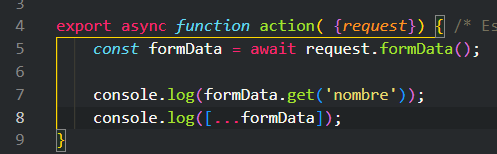 3
4 export async function action( {request}) { /* Es
5 const formData = await request.formData();
6
7 console.log(formData.get('nombre'));
8 console.log([...formData]);
9 }